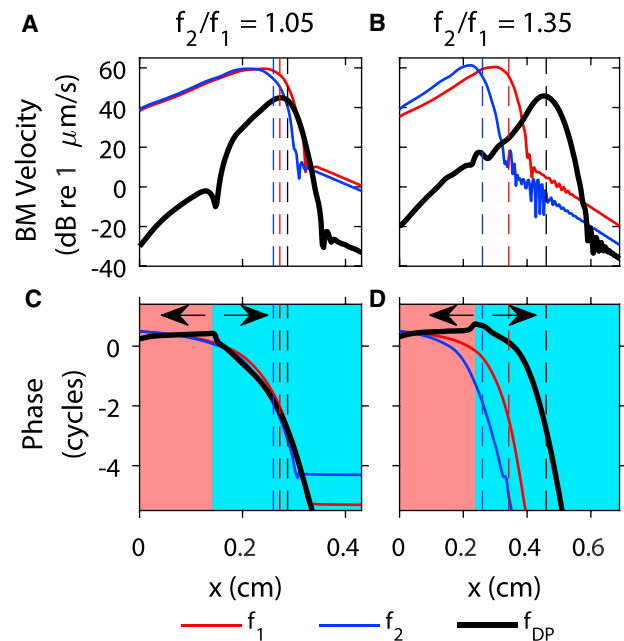 A
f2/f1 = 1.05
B
f2/f1 = 1.35
BM Velocity
(dB re 1 μm/s)
60
40
20
0
-20
-40
C
D
Phase
(cycles)
0
-2
-4
0
0.2
0.4
0
0.2
0.4
0.6
x (cm)
x (cm)
f1
f2
fDP